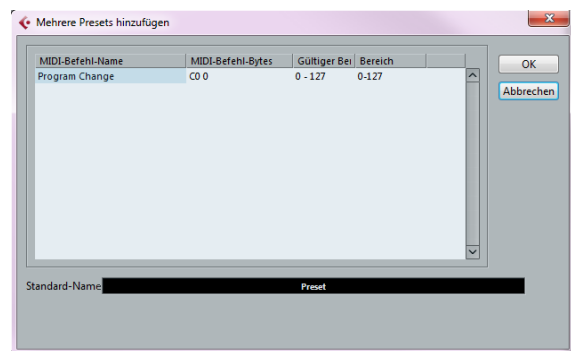 Mehrere Presets hinzufügen
MIDI-Befehl-Name MIDI-Befehl-Bytes Gültiger Bei Bereich
Program Change C0 0 0 - 127 0-127
OK
Abbrechen
Standard-Name Preset